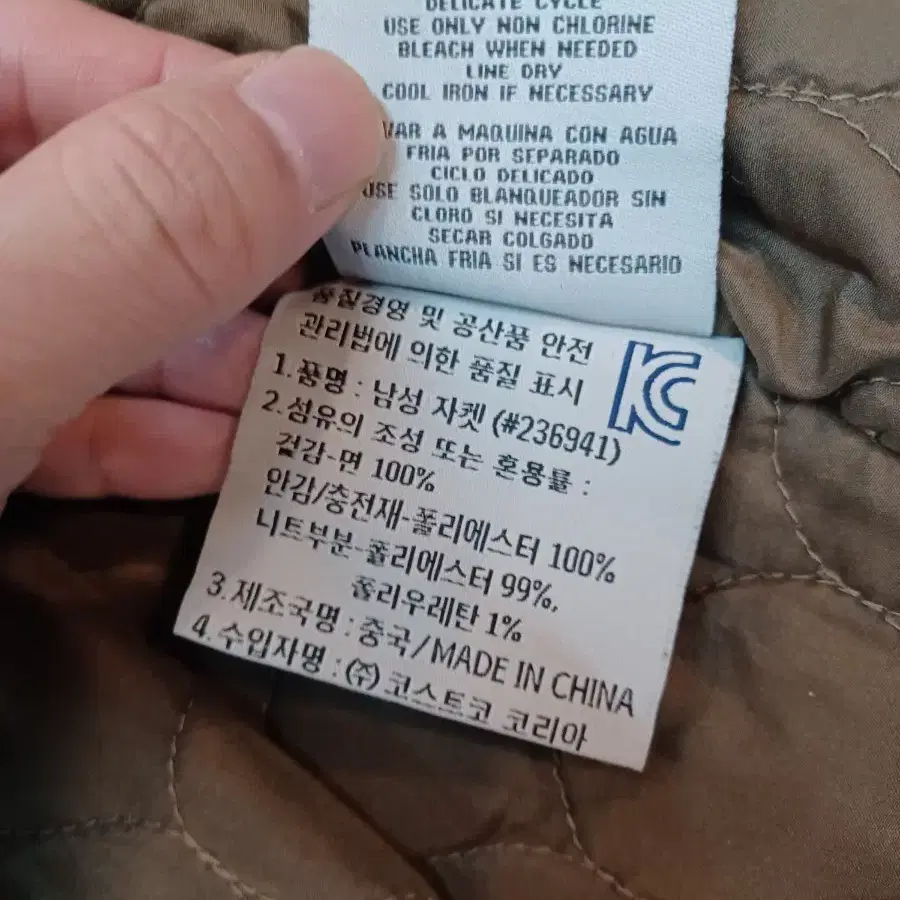 DELICATE CYCLE
USE ONLY NON CHLORINE
BLEACH WHEN NEEDED
LINE DRY
COOL IRON IF NECESSARY
VAR A MAQUINA CON AGUA
FRIA POR SEPARADO
CICLO DELICADO
USE SOLO BLANQUEADOR SIN
CLORO SI NECESITA
SECAR COLGADO
PLANCHA FRIA SI ES NECESARIO
품질경영 및 공산품 안전
관리법에 의한 품질 표시
KC
1.품명 : 남성 자켓 (#236941)
2.섬유의 조성 또는 혼용률 :
겉감-면 100%
안감/충전재-폴리에스터 100%
니트부분-폴리에스터 99%,
폴리우레탄 1%
3.제조국명 : 중국/MADE IN CHINA
4.수입자명 : ㈜ 코스트코 코리아